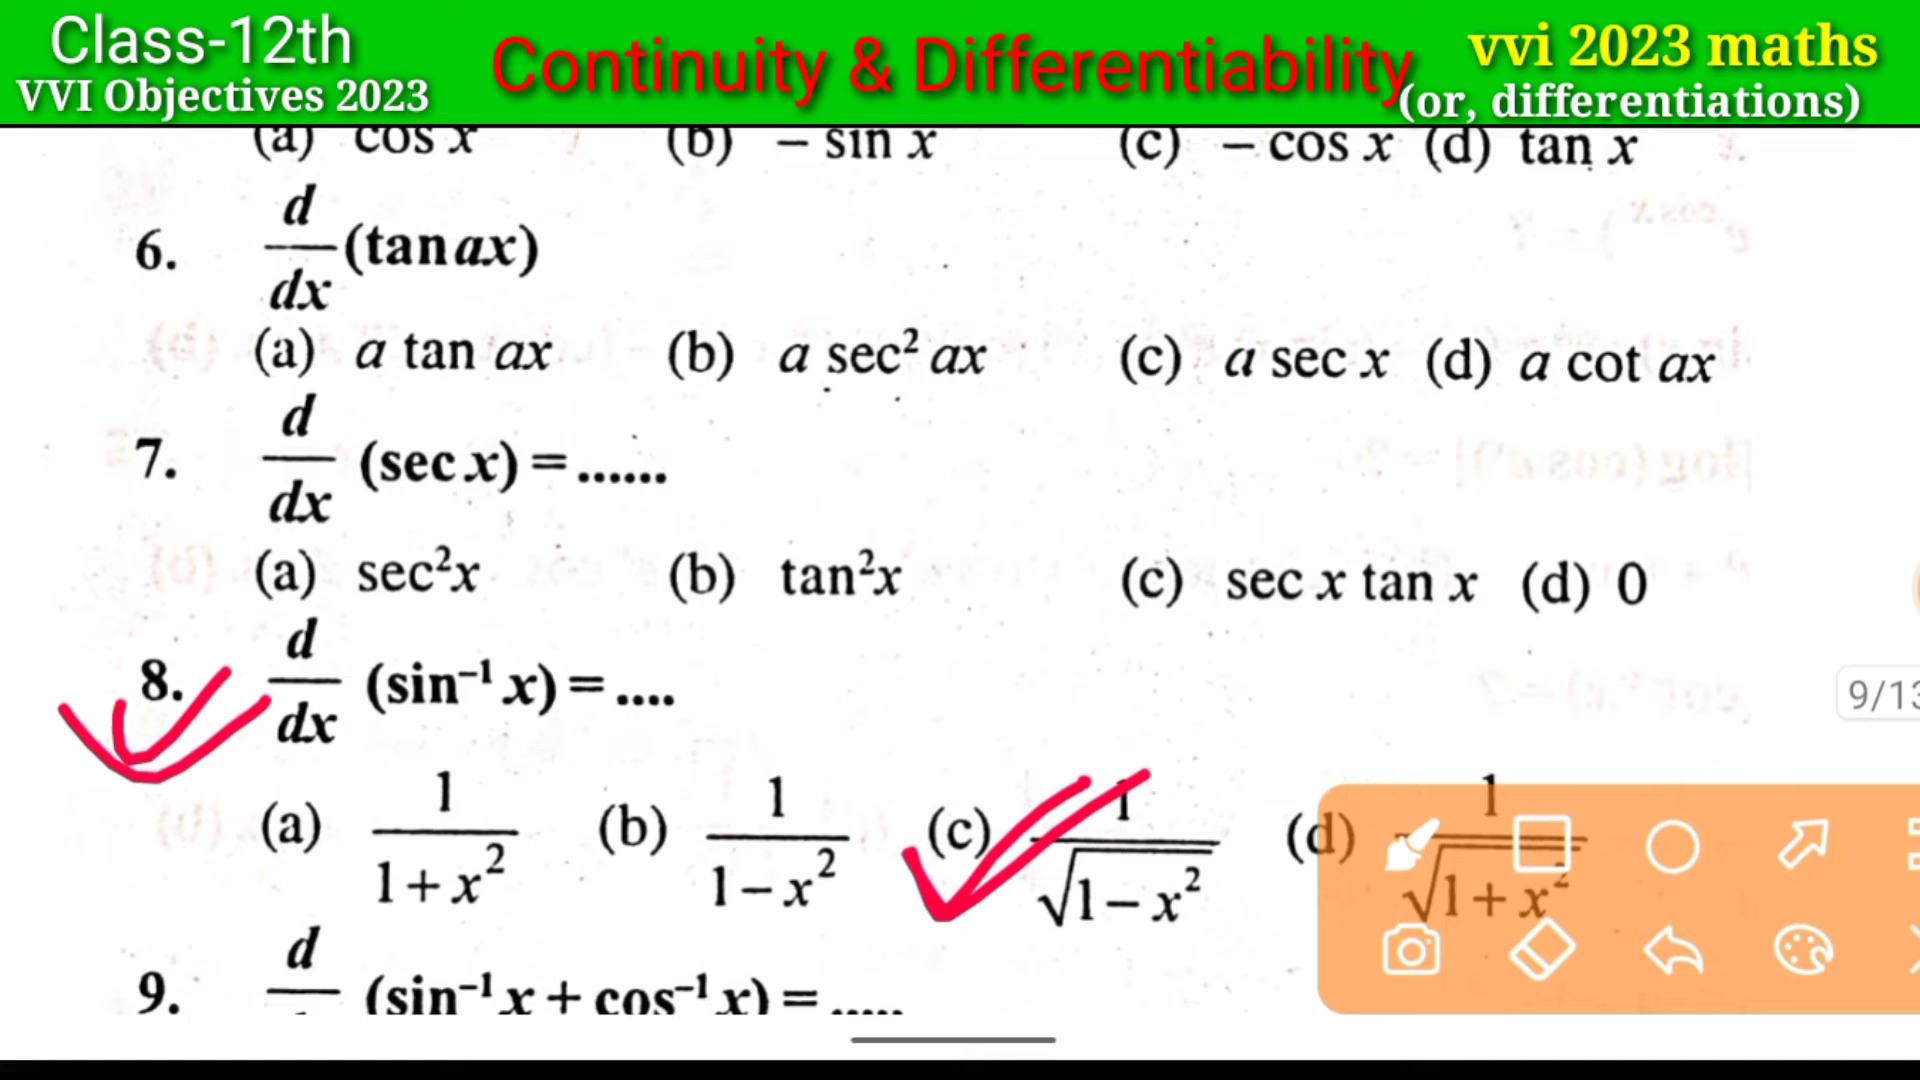 Class-12th
VVI Objectives 2023
Continuity & Differentiability
vvi 2023 maths
(or, differentiations)
(a) cos x (b) – sin x (c) – cos x (d) tan x
6. d/dx (tan ax)
(a) a tan ax (b) a sec² ax (c) a sec x (d) a cot ax
7. d/dx (sec x) = ......
(a) sec²x (b) tan²x (c) sec x tan x (d) 0
8. d/dx (sin⁻¹ x) = ....
(a) 1/(1+x²) (b) 1/(1–x²) (c) 1/√(1–x²) (d) 1/√(1+x²)
9. d (sin⁻¹ x + cos⁻¹ x) = .....
9/13